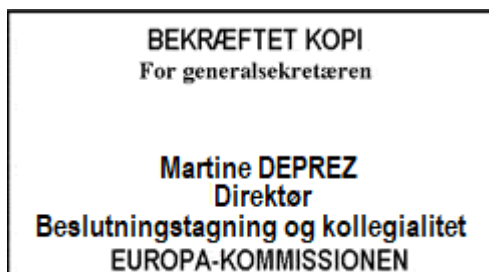 BEKRÆFTET KOPI
For generalsekretæren
Martine DEPREZ
Direktør
Beslutningstagning og kollegialitet
EUROPA-KOMMISSIONEN